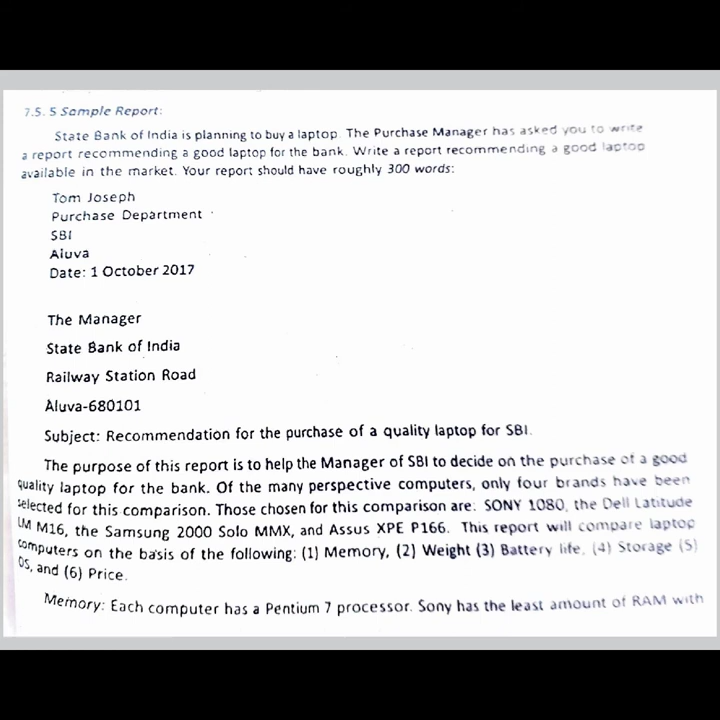 7.5. 5 Sample Report:
State Bank of India is planning to buy a laptop. The Purchase Manager has asked you to write
a report recommending a good laptop for the bank. Write a report recommending a good laptop
available in the market. Your report should have roughly 300 words:
Tom Joseph
Purchase Department
SBI
Aluva
Date: 1 October 2017
The Manager
State Bank of India
Railway Station Road
Aluva-680101
Subject: Recommendation for the purchase of a quality laptop for SBI.
The purpose of this report is to help the Manager of SBI to decide on the purchase of a good
quality laptop for the bank. Of the many perspective computers, only four brands have been
selected for this comparison. Those chosen for this comparison are: SONY 1080, the Dell Latitude
LM M16, the Samsung 2000 Solo MMX, and Assus XPE P166. This report will compare laptop
computers on the basis of the following: (1) Memory, (2) Weight (3) Battery life, (4) Storage (5)
OS, and (6) Price.
Memory: Each computer has a Pentium 7 processor. Sony has the least amount of RAM with